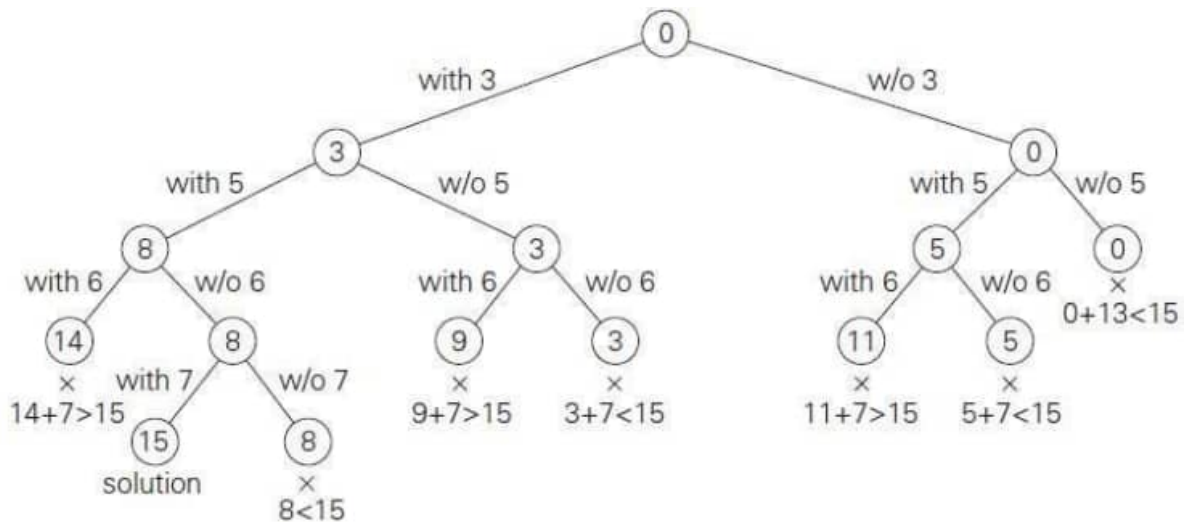 0
with 3 w/o 3
3 0
with 5 w/o 5 with 5 w/o 5
8 3 5 0
with 6 w/o 6 with 6 w/o 6 with 6 w/o 6 ×
0+13<15
14 8 9 3 11 5
× with 7 w/o 7 × × × ×
14+7>15 9+7>15 3+7<15 11+7>15 5+7<15
15 8
solution ×
8<15